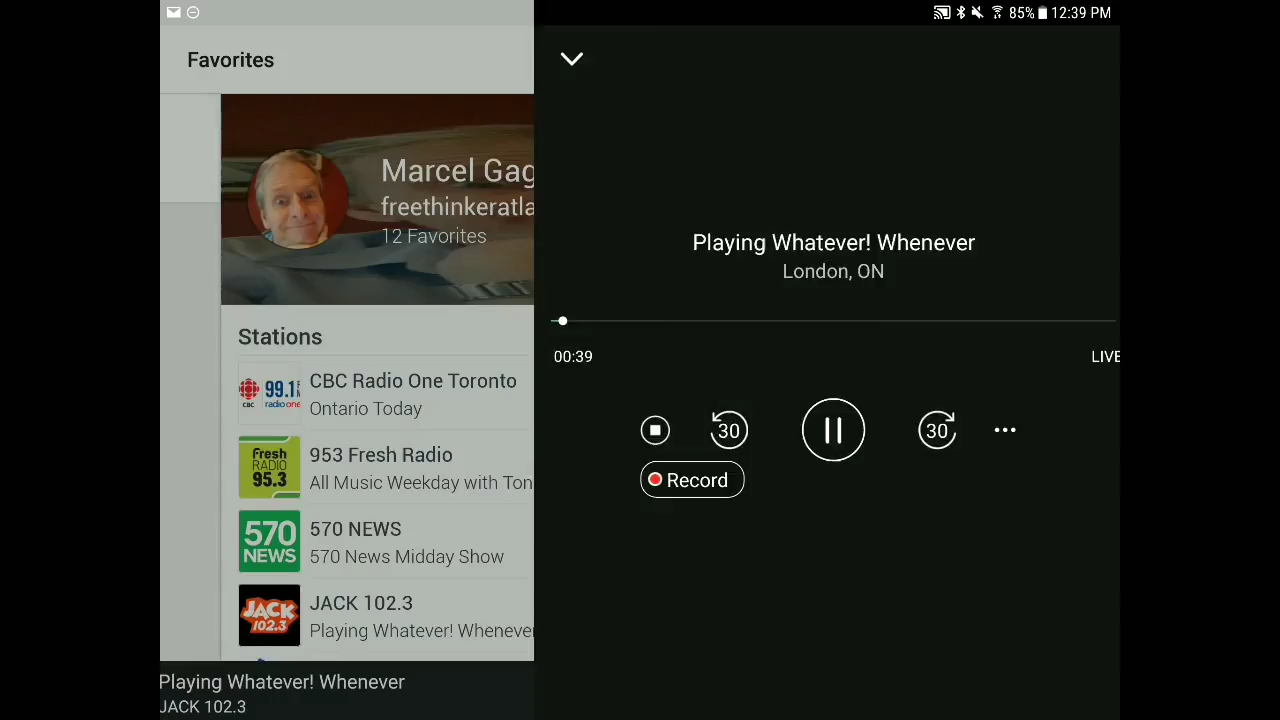 85% 12:39 PM
Favorites
Marcel Gag
freethinkeratla
12 Favorites
Stations
CBC
99.1
radio one
CBC Radio One Toronto
Ontario Today
Fresh
RADIO
95.3
953 Fresh Radio
All Music Weekday with Ton
570
NEWS
570 NEWS
570 News Midday Show
JACK
102.3
JACK 102.3
Playing Whatever! Whenever
Playing Whatever! Whenever
JACK 102.3
Playing Whatever! Whenever
London, ON
00:39
LIVE
30
30
Record